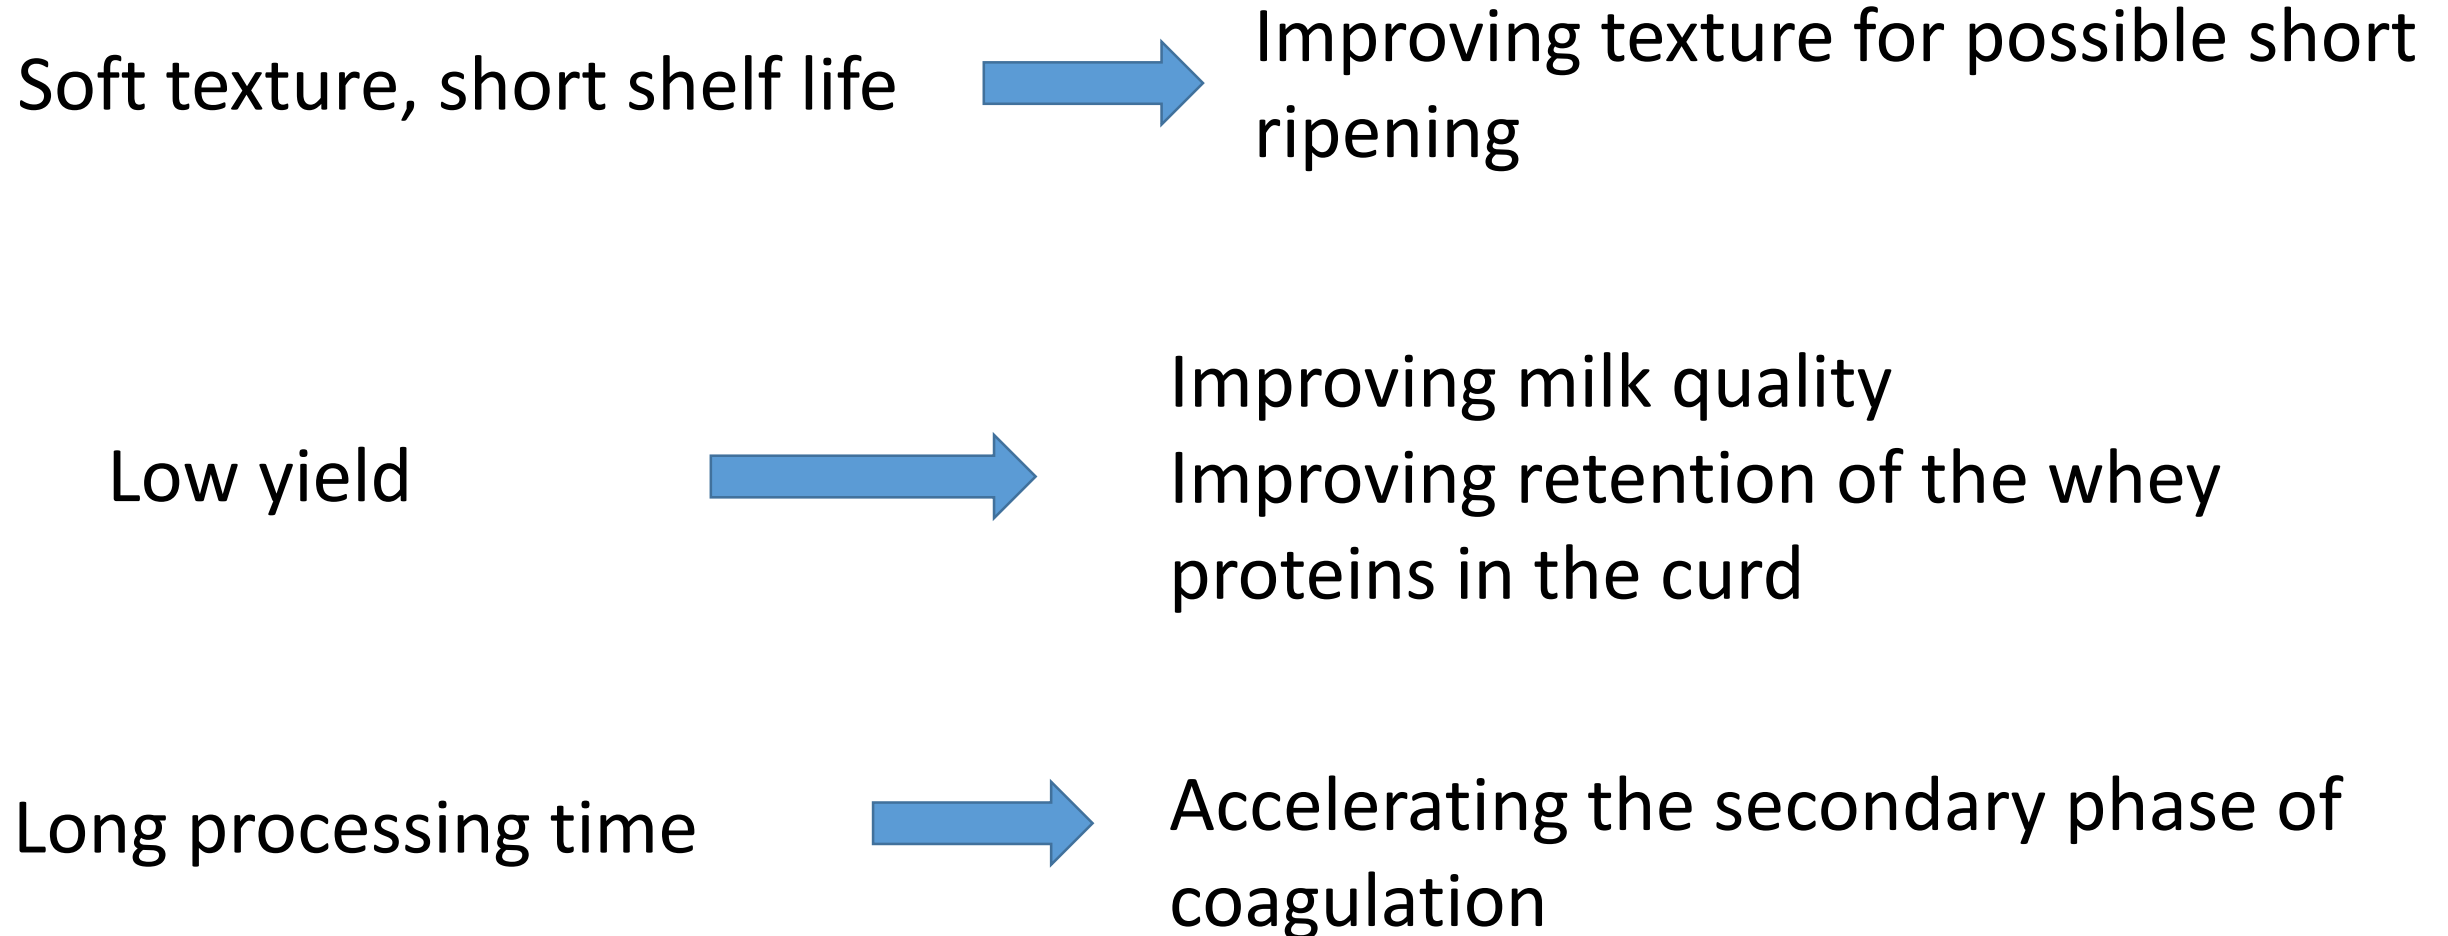 Soft texture, short shelf life
Improving texture for possible short
ripening
Low yield
Improving milk quality
Improving retention of the whey
proteins in the curd
Long processing time
Accelerating the secondary phase of
coagulation